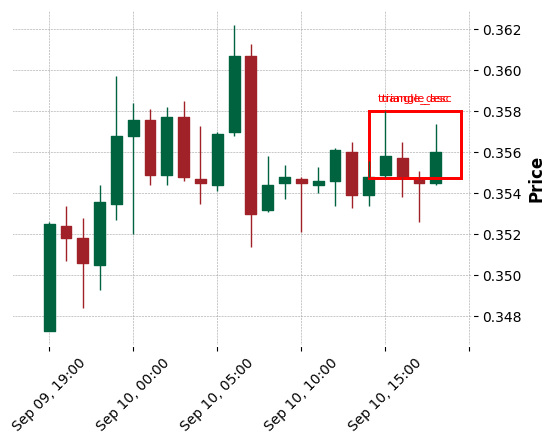 triangle_asc
triangle_desc
0.362
0.360
0.358
0.356
0.354
0.352
0.350
0.348
Price
Sep 09, 19:00
Sep 10, 00:00
Sep 10, 05:00
Sep 10, 10:00
Sep 10, 15:00